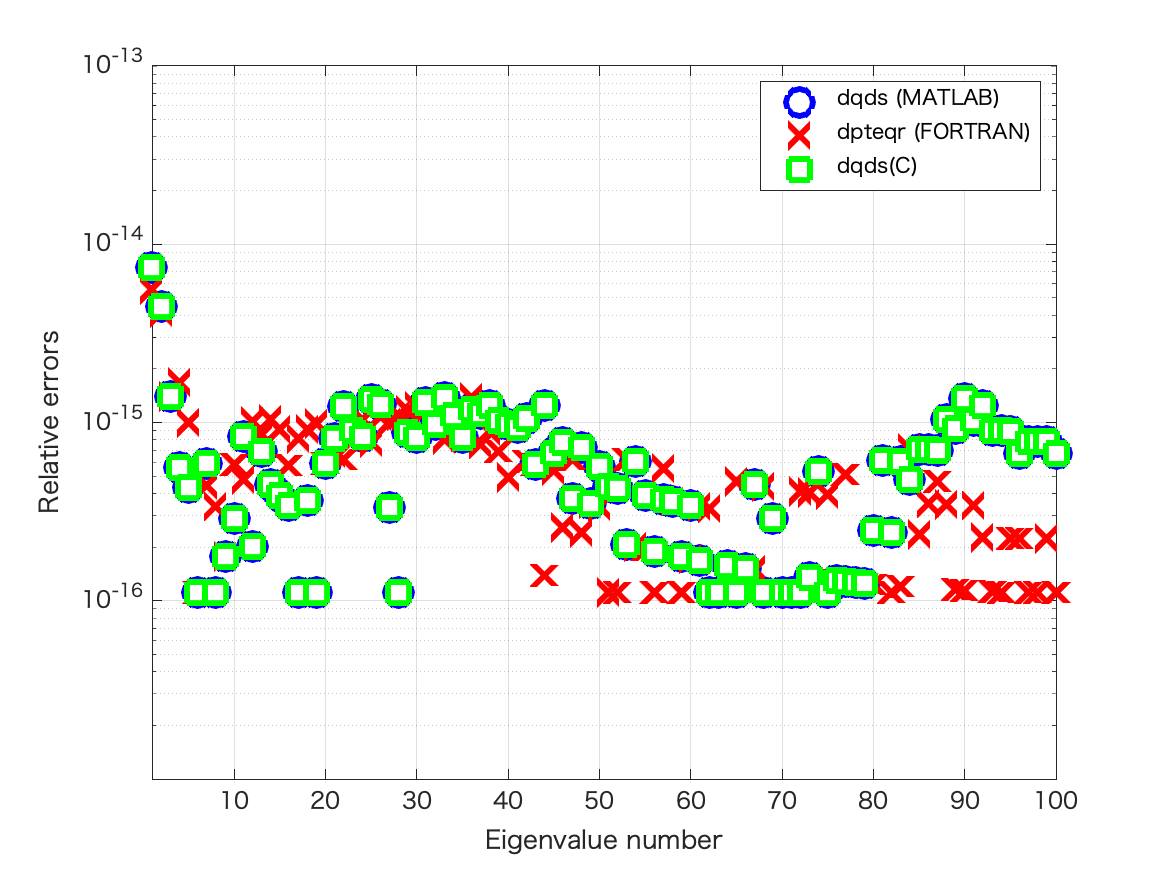 10^-13
10^-14
10^-15
10^-16
Relative errors
dqds (MATLAB)
dpteqr (FORTRAN)
dqds(C)
10 20 30 40 50 60 70 80 90 100
Eigenvalue number